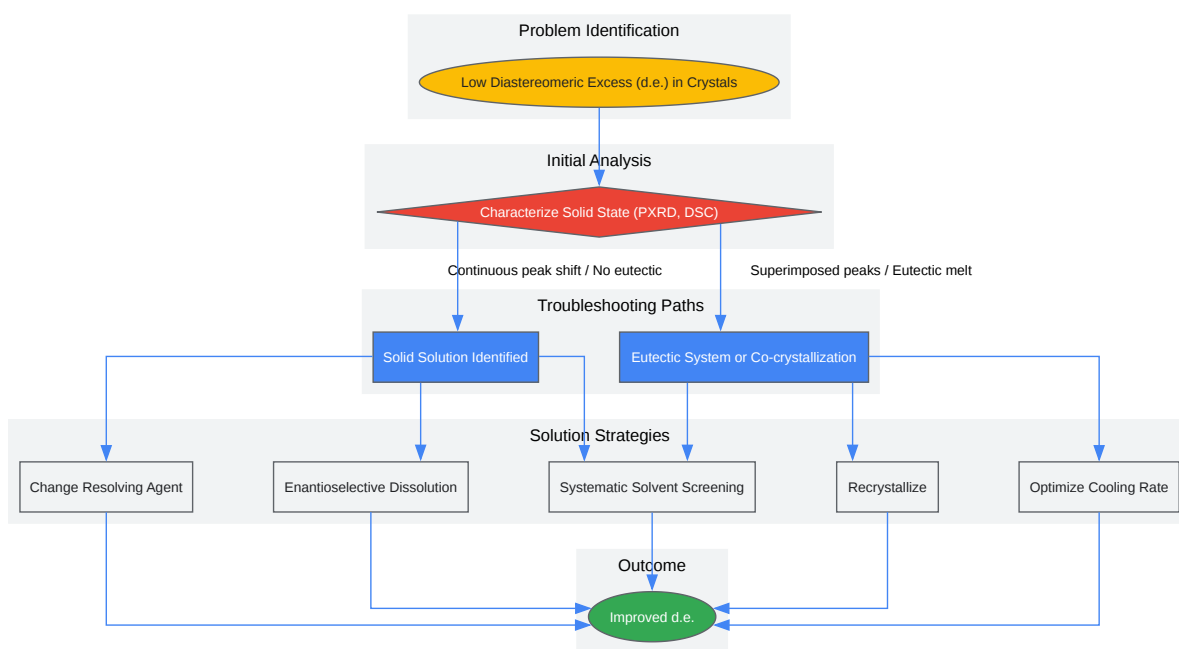 Problem Identification
Low Diastereomeric Excess (d.e.) in Crystals
Initial Analysis
Characterize Solid State (PXRD, DSC)
Continuous peak shift / No eutectic
Superimposed peaks / Eutectic melt
Troubleshooting Paths
Solid Solution Identified
Eutectic System or Co-crystallization
Solution Strategies
Change Resolving Agent
Enantioselective Dissolution
Systematic Solvent Screening
Recrystallize
Optimize Cooling Rate
Outcome
Improved d.e.